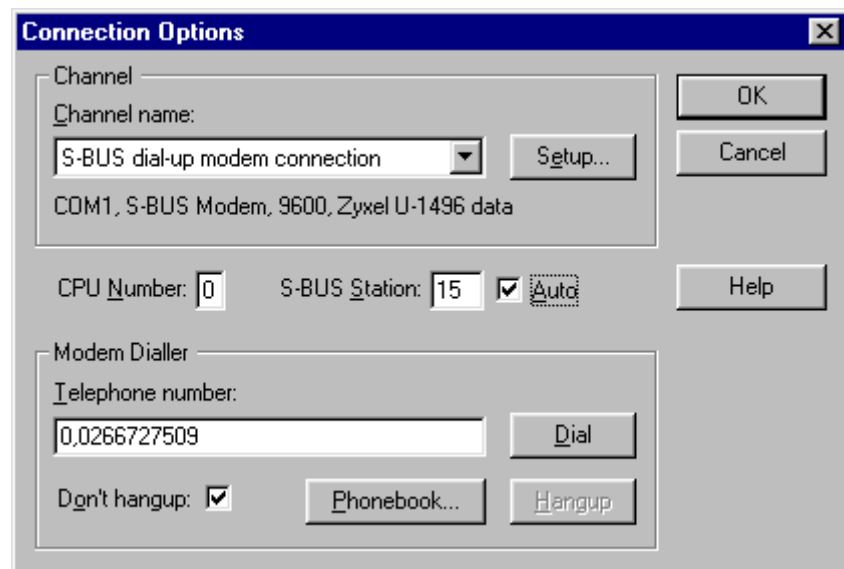 Connection Options
Channel
Channel name:
S-BUS dial-up modem connection
Setup...
COM1, S-BUS Modem, 9600, Zyxel U-1496 data
OK
Cancel
CPU Number: 0 S-BUS Station: 15 Auto
Help
Modem Dialler
Telephone number:
0,0266727509
Dial
Don't hangup:
Phonebook...
Hangup